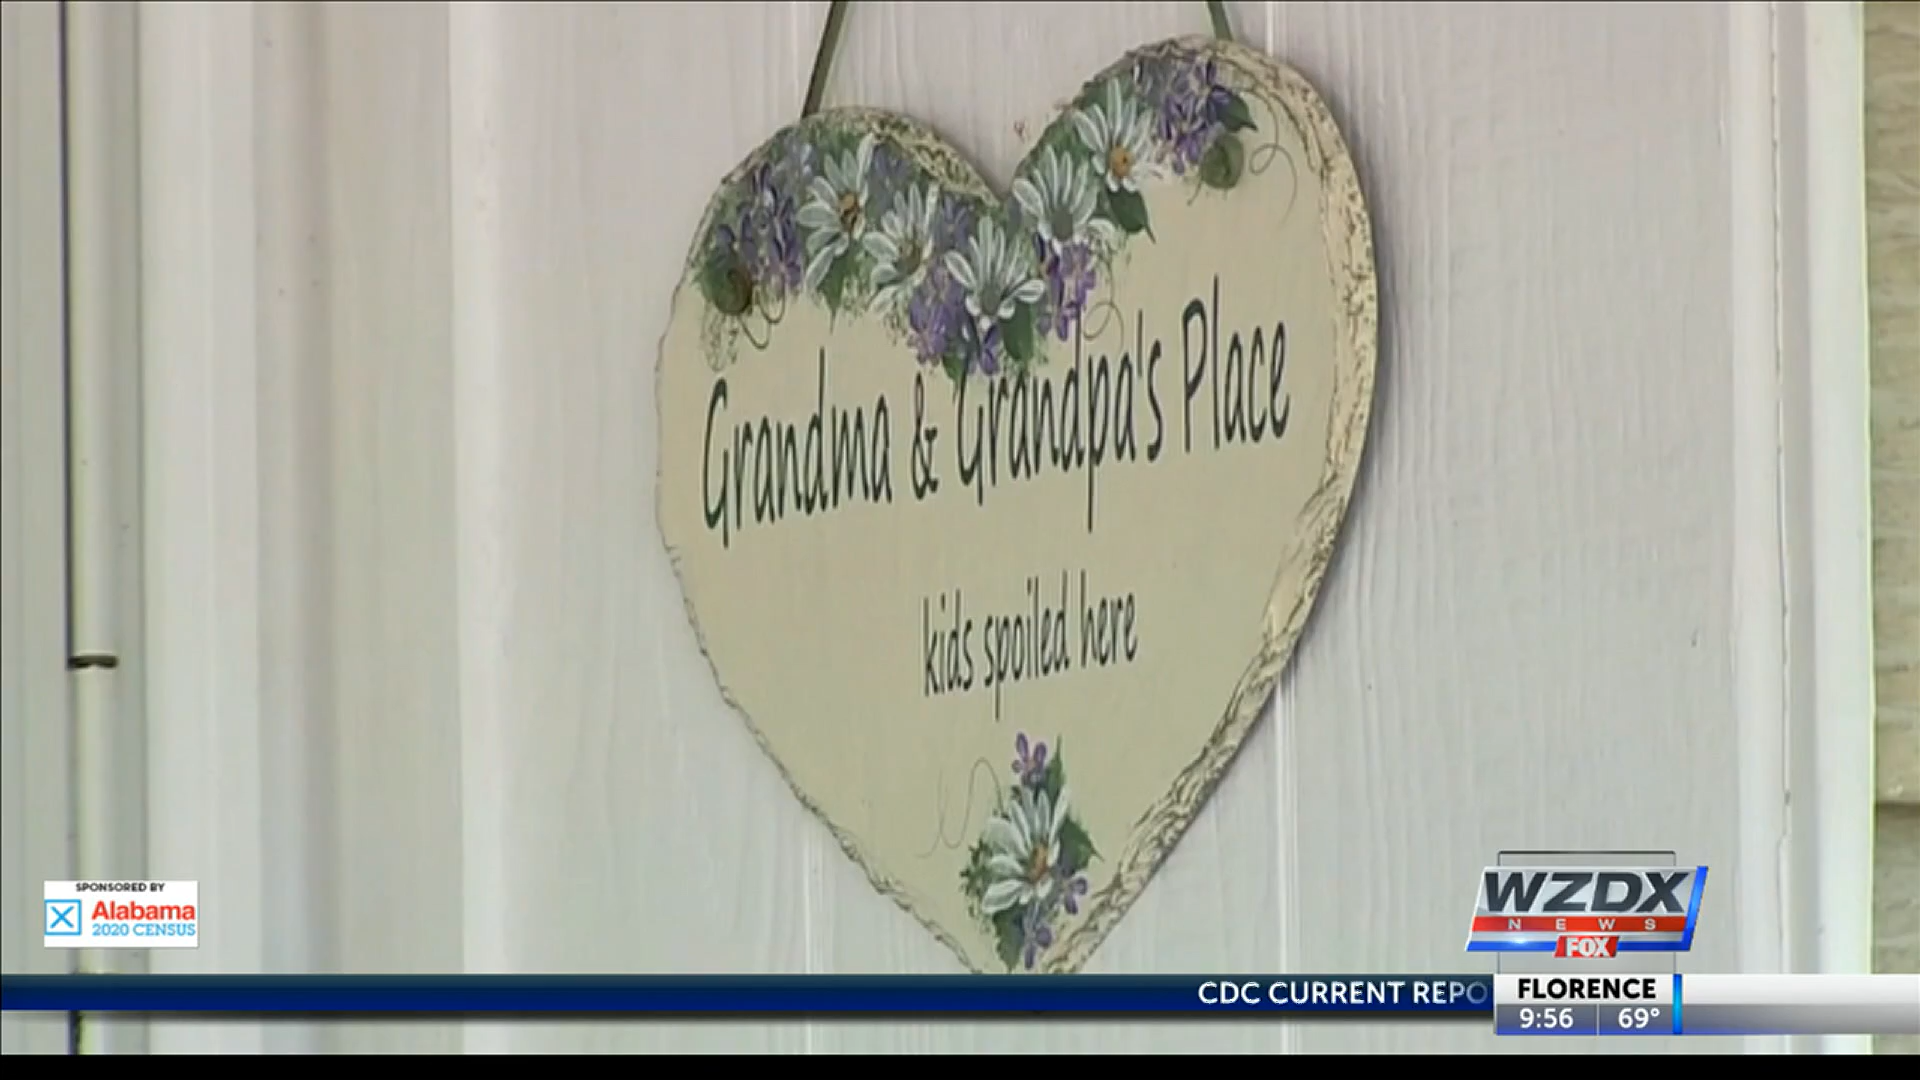 Grandma & Grandpa's Place
kids spoiled here
SPONSORED BY
Alabama
2020 CENSUS
WZDX
NEWS
FOX
CDC CURRENT REPO
FLORENCE
9:56 69°